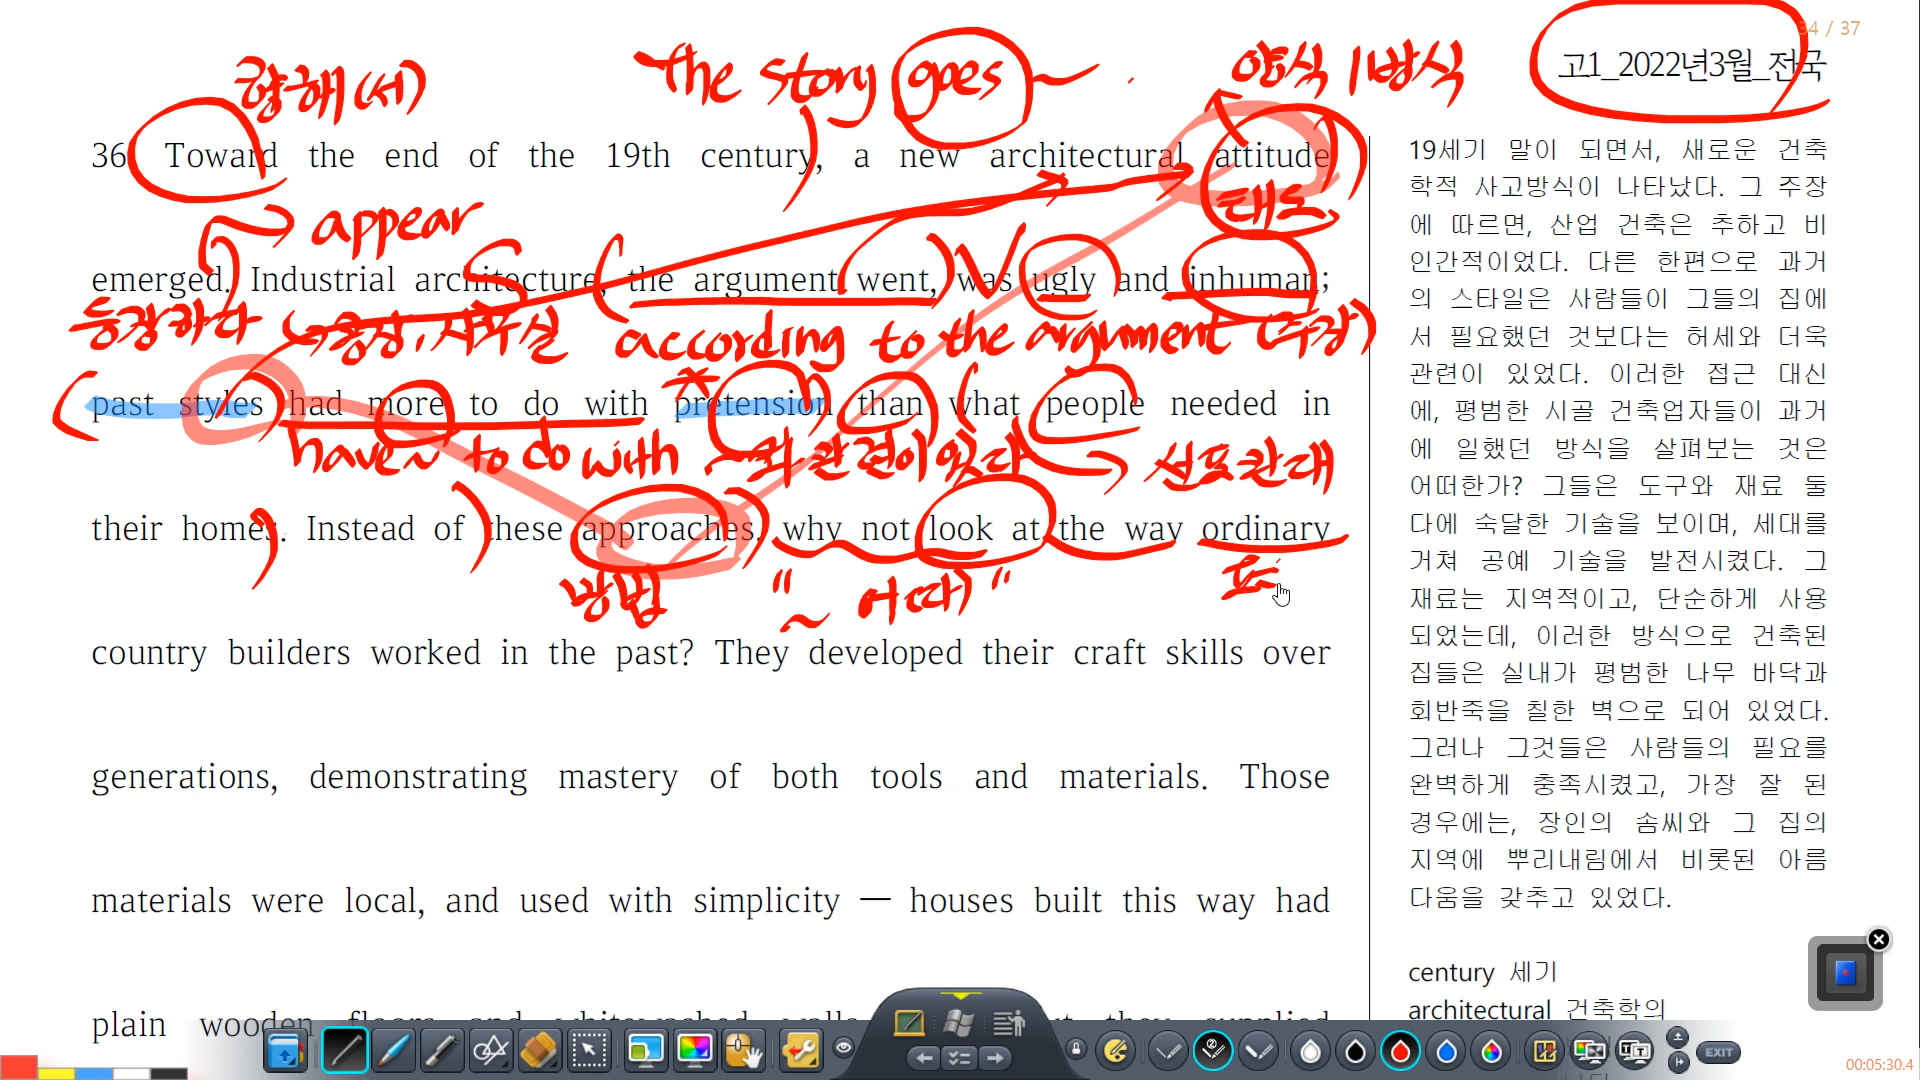 34 / 37
고1_2022년3월_전국
향해(서)
the story goes ~
양식 / 방식
36. Toward the end of the 19th century, a new architectural attitude
appear
태도
emerged. Industrial architecture, the argument went, was ugly and inhuman;
S
V
등장하다
공장, 사무실
according to the argument (주장)
past styles had more to do with pretension than what people needed in
n
have ~ to do with ~와 관련이 있다
선모관대
their homes. Instead of these approaches, why not look at the way ordinary
방법
" ~ 어때 "
country builders worked in the past? They developed their craft skills over
generations, demonstrating mastery of both tools and materials. Those
materials were local, and used with simplicity — houses built this way had
plain wooden floors and whitewashed walls
they supplied
19세기 말이 되면서, 새로운 건축
학적 사고방식이 나타났다. 그 주장
에 따르면, 산업 건축은 추하고 비
인간적이었다. 다른 한편으로 과거
의 스타일은 사람들이 그들의 집에
서 필요했던 것보다는 허세와 더욱
관련이 있었다. 이러한 접근 대신
에, 평범한 시골 건축업자들이 과거
에 일했던 방식을 살펴보는 것은
어떠한가? 그들은 도구와 재료 둘
다에 숙달한 기술을 보이며, 세대를
거쳐 공예 기술을 발전시켰다. 그
재료는 지역적이고, 단순하게 사용
되었는데, 이러한 방식으로 건축된
집들은 실내가 평범한 나무 바닥과
회반죽을 칠한 벽으로 되어 있었다.
그러나 그것들은 사람들의 필요를
완벽하게 충족시켰고, 가장 잘 된
경우에는, 장인의 솜씨와 그 집의
지역에 뿌리내림에서 비롯된 아름
다움을 갖추고 있었다.
century 세기
architectural 건축학의
EXIT
00:05:30.4